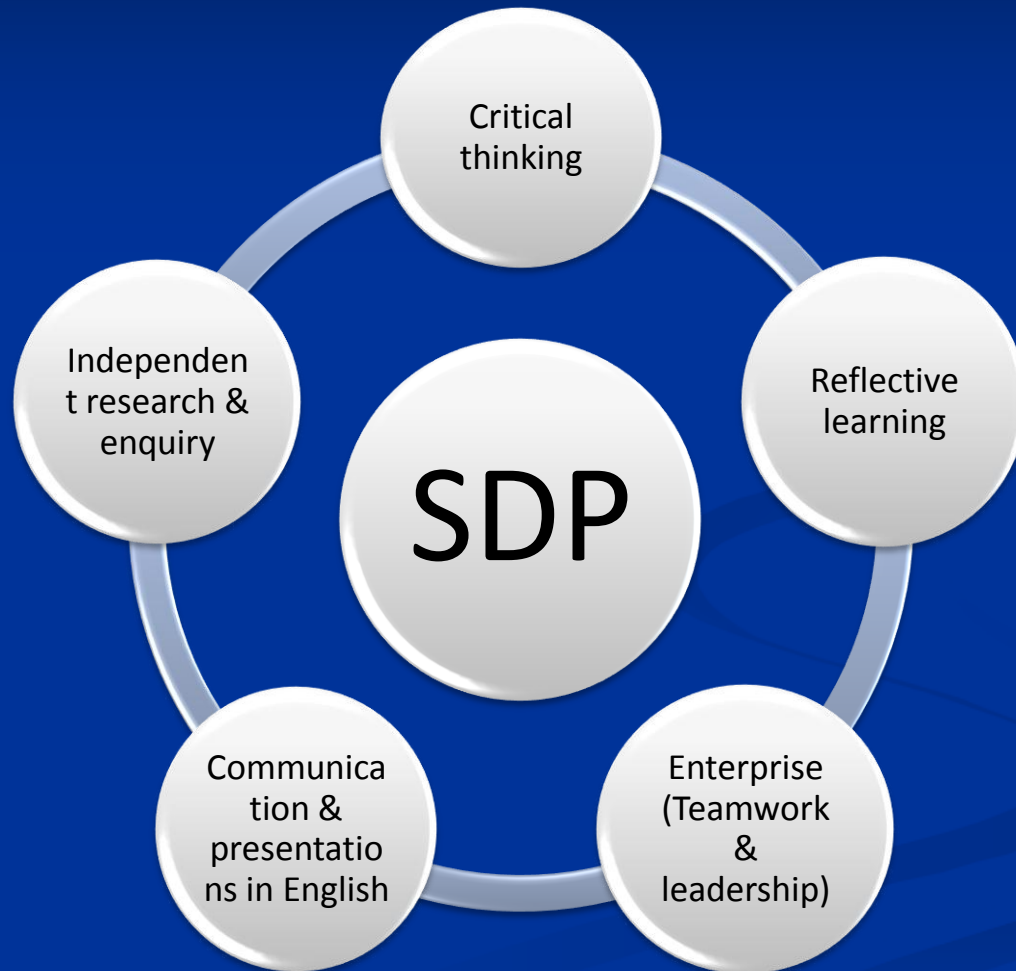 Critical
thinking
Independen
t research &
enquiry
Reflective
learning
SDP
Communica
tion &
presentatio
ns in English
Enterprise
(Teamwork
&
leadership)